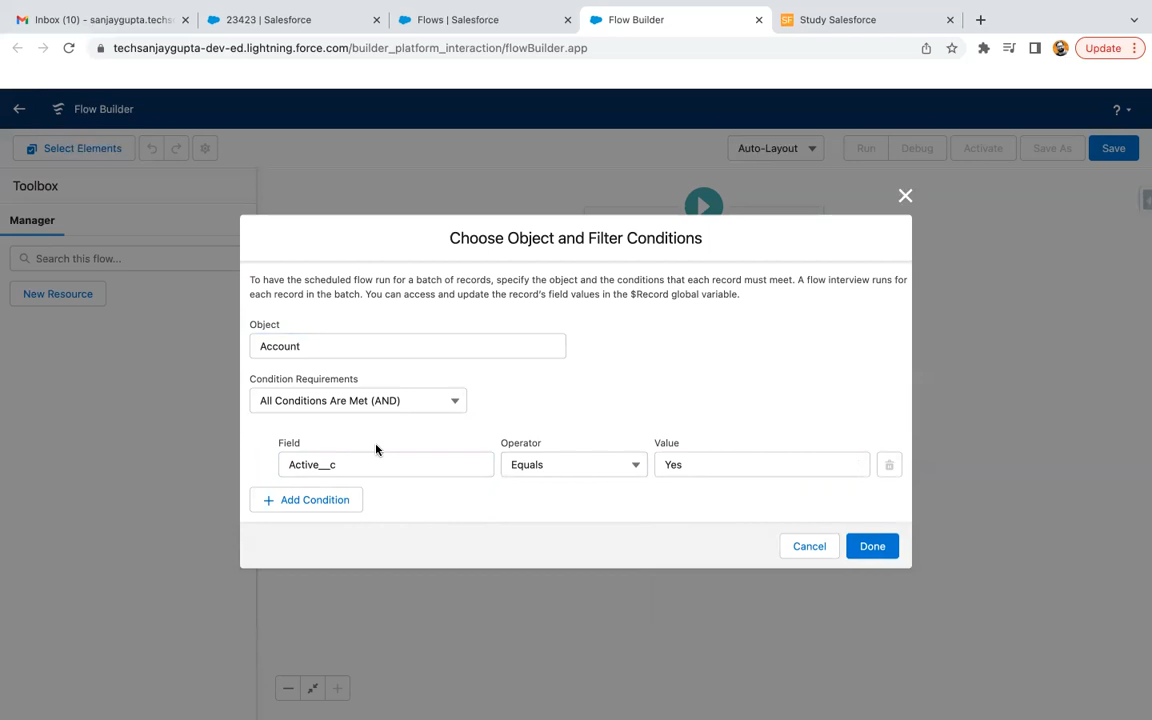 Inbox (10) - sanjaygupta.techs
23423 | Salesforce
Flows | Salesforce
Flow Builder
SF
Study Salesforce
techsanjaygupta-dev-ed.lightning.force.com/builder_platform_interaction/flowBuilder.app
Update
Flow Builder
?
Select Elements
Auto-Layout
Run
Debug
Activate
Save As
Save
Toolbox
Manager
Search this flow...
New Resource
Choose Object and Filter Conditions
To have the scheduled flow run for a batch of records, specify the object and the conditions that each record must meet. A flow interview runs for
each record in the batch. You can access and update the record's field values in the $Record global variable.
Object
Account
Condition Requirements
All Conditions Are Met (AND)
Field
Operator
Value
Active__c
Equals
Yes
+ Add Condition
Cancel
Done